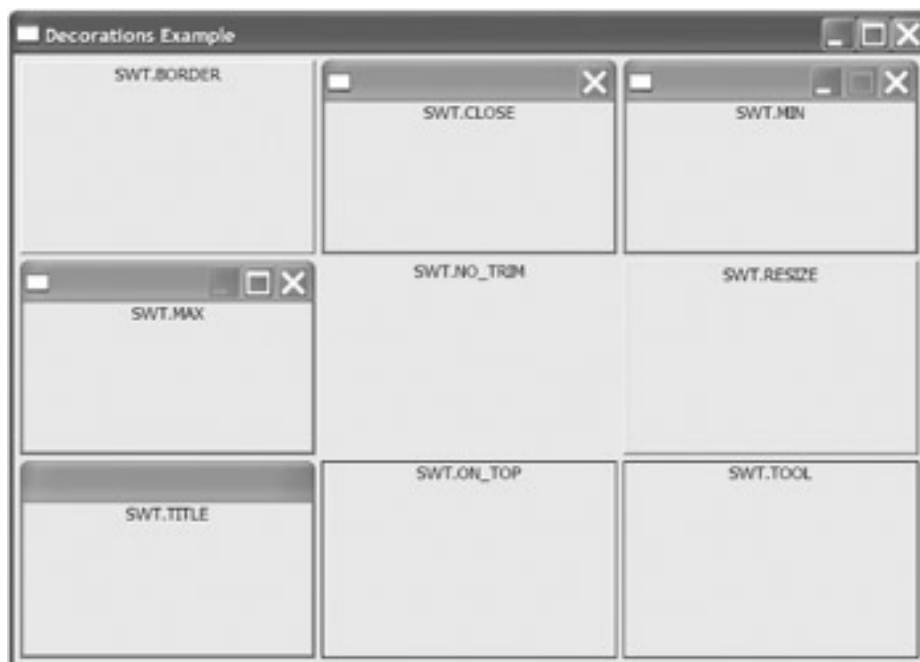 Decorations Example
SWT.BORDER
SWT.CLOSE
SWT.MIN
SWT.MAX
SWT.NO_TRIM
SWT.RESIZE
SWT.TITLE
SWT.ON_TOP
SWT.TOOL